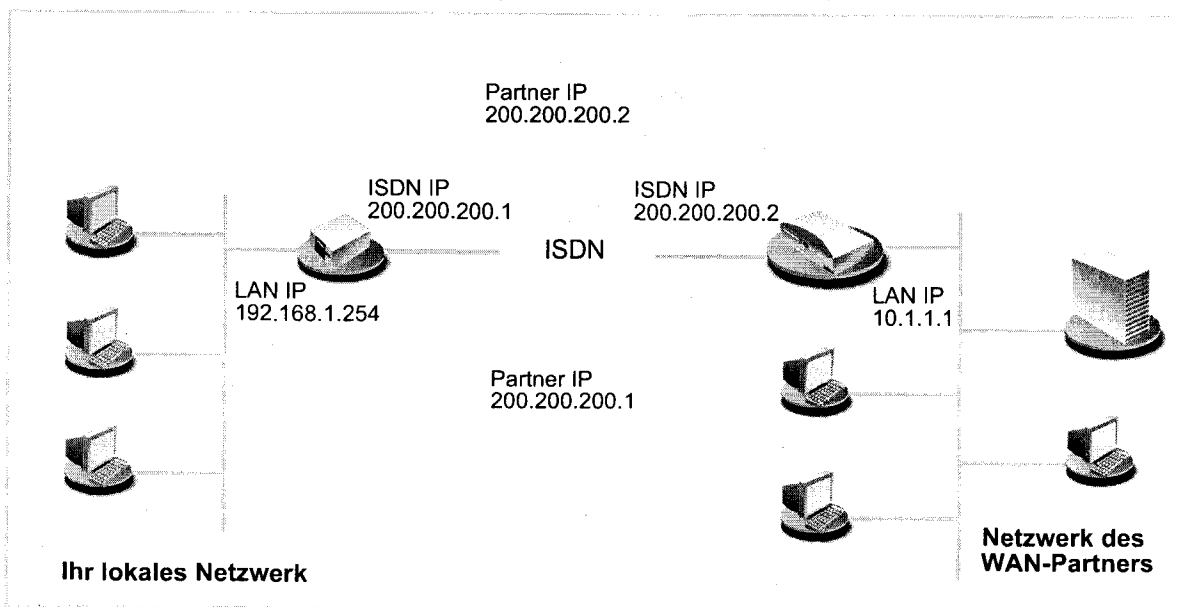 Partner IP
200.200.200.2
ISDN IP
200.200.200.1
ISDN IP
200.200.200.2
ISDN
LAN IP
192.168.1.254
LAN IP
10.1.1.1
Partner IP
200.200.200.1
Ihr lokales Netzwerk
Netzwerk des
WAN-Partners